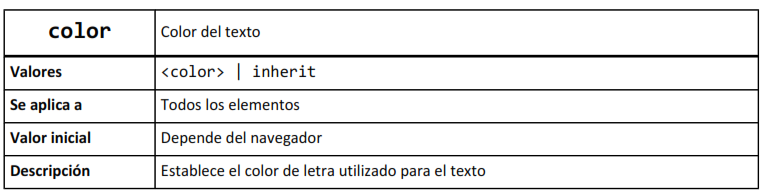 color Color del texto
Valores <color> | inherit
Se aplica a Todos los elementos
Valor inicial Depende del navegador
Descripción Establece el color de letra utilizado para el texto